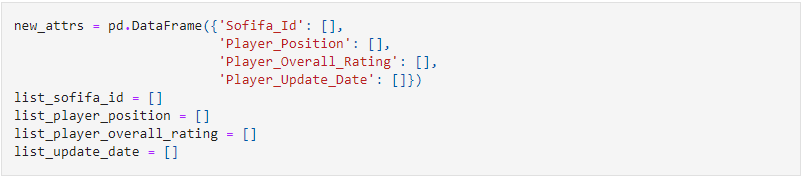 new_attrs = pd.DataFrame({'Sofifa_Id': [],
                          'Player_Position': [],
                          'Player_Overall_Rating': [],
                          'Player_Update_Date': []})
list_sofifa_id = []
list_player_position = []
list_player_overall_rating = []
list_update_date = []